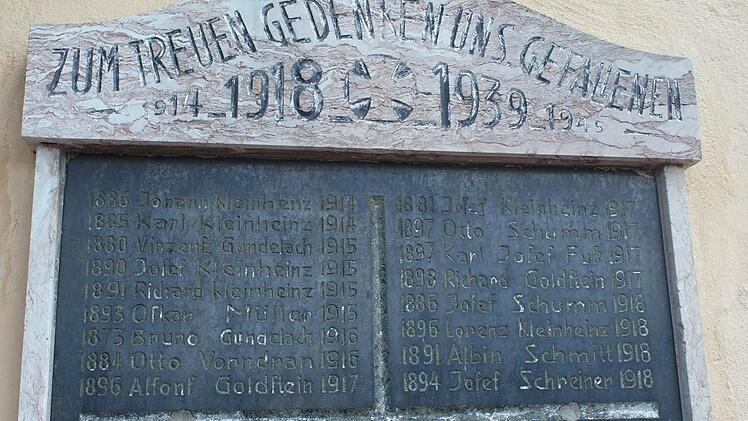 ZUM TREUEN GEDENKEN UNS. GEFALLENEN
1914-1918 1939-1945
1886 Johann Kleinhenz 1914
1885 Karl Kleinheinz 1914
1880 Vinzenz Gundelach 1915
1890 Josef Kleinheinz 1915
1891 Richard Kleinheinz 1915
1893 Oskar Müller 1915
1873 Bruno Gundelach 1916
1884 Otto Vonndran 1916
1896 Alfons Goldstein 1917
1881 Josef Kleinheinz 1917
1897 Otto Schumm 1917
1897 Karl Josef Fuß 1917
1898 Richard Goldstein 1917
1886 Josef Schumm 1918
1896 Lorenz Kleinheinz 1918
1891 Albin Schmitt 1918
1894 Josef Schreiner 1918